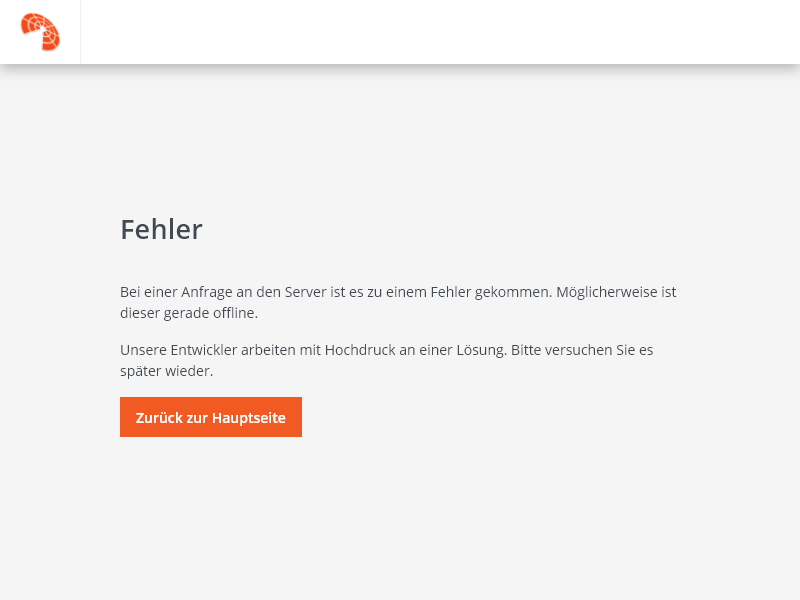 Fehler
Bei einer Anfrage an den Server ist es zu einem Fehler gekommen. Möglicherweise ist
dieser gerade offline.
Unsere Entwickler arbeiten mit Hochdruck an einer Lösung. Bitte versuchen Sie es
später wieder.
Zurück zur Hauptseite